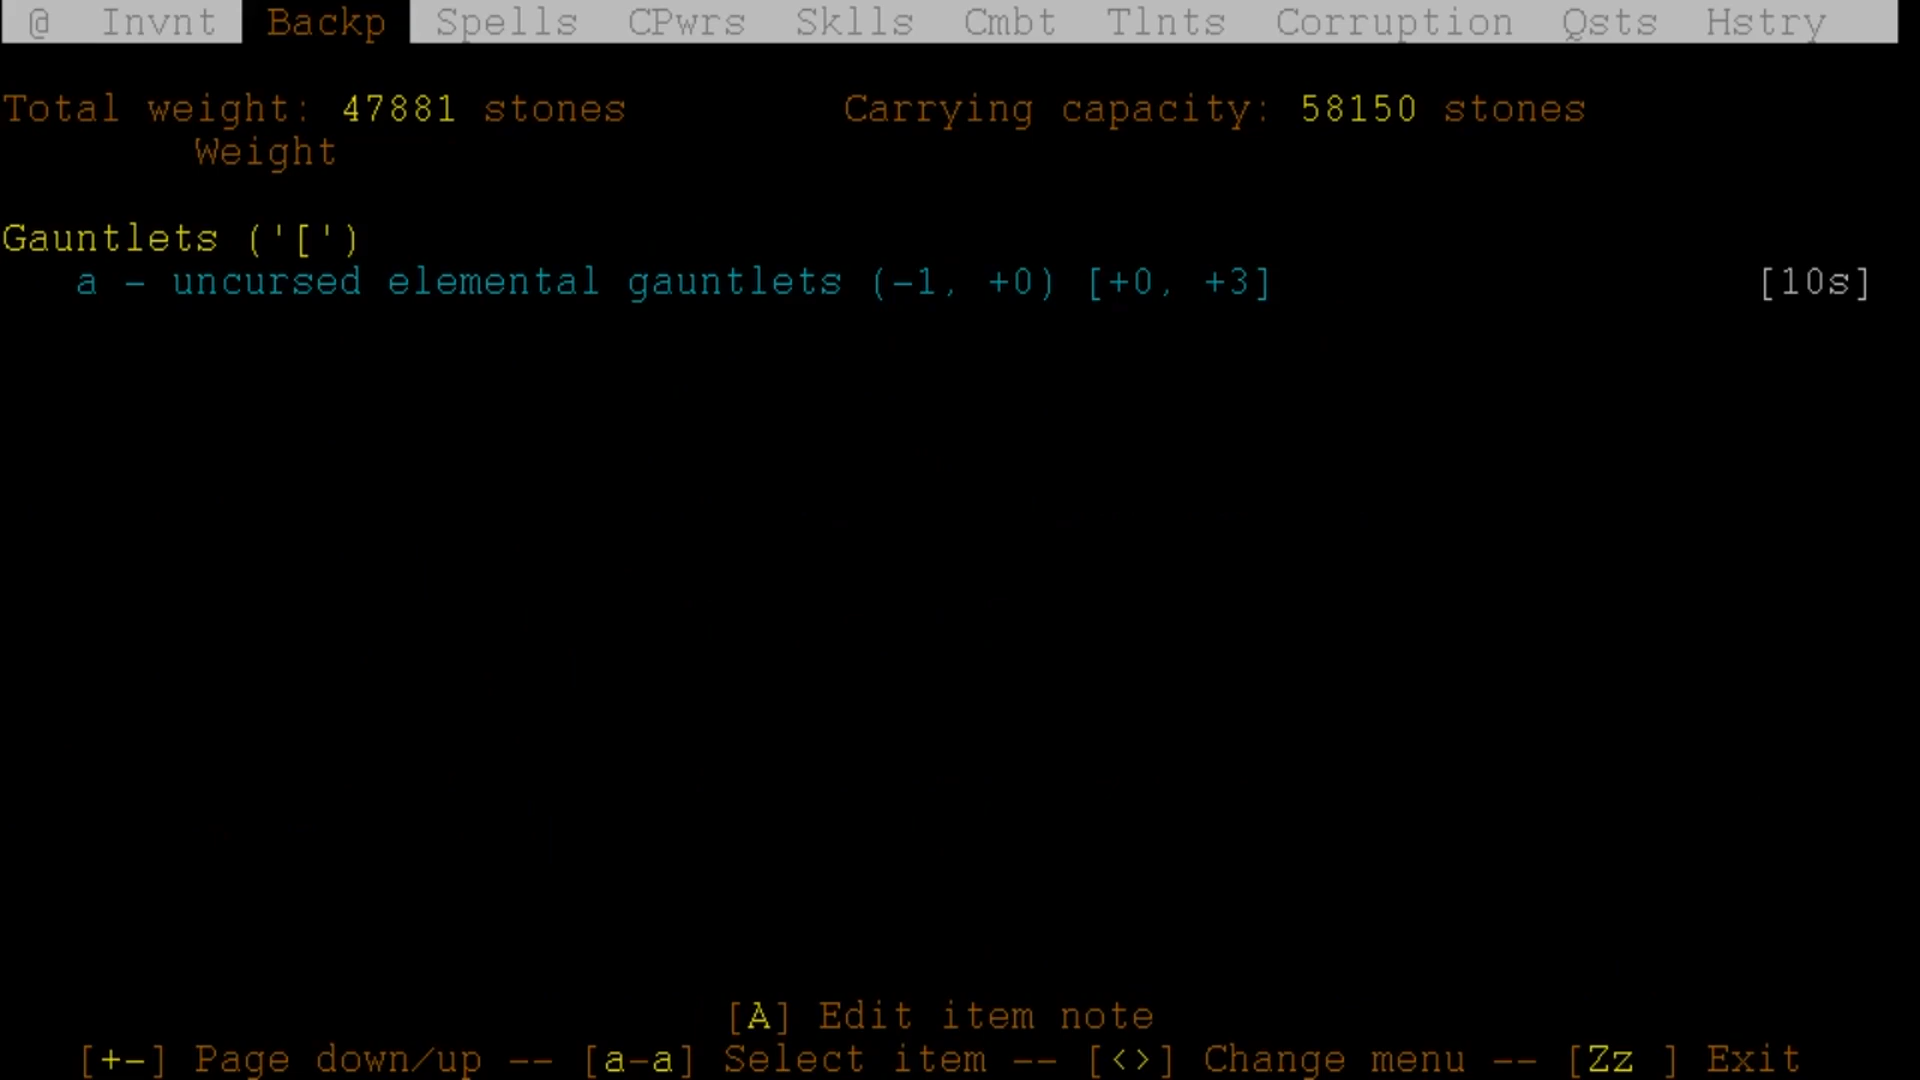 @ Invnt Backp Spells CPwrs Sklls Cmbt Tlnts Corruption Qsts Hstry
Total weight: 47881 stones Carrying capacity: 58150 stones
Weight
Gauntlets ('[')
a - uncursed elemental gauntlets (-1, +0) [+0, +3] [10s]
[A] Edit item note
[+-] Page down/up -- [a-a] Select item -- [<>] Change menu -- [Zz ] Exit